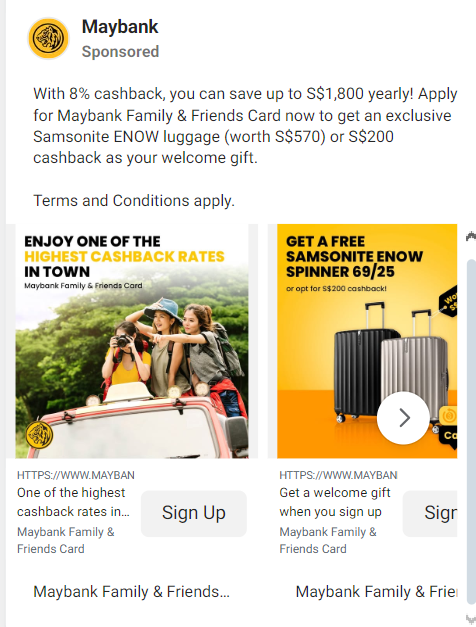 Maybank
Sponsored
With 8% cashback, you can save up to S$1,800 yearly! Apply
for Maybank Family & Friends Card now to get an exclusive
Samsonite ENOW luggage (worth S$570) or S$200
cashback as your welcome gift.
Terms and Conditions apply.
ENJOY ONE OF THE
HIGHEST CASHBACK RATES
IN TOWN
Maybank Family & Friends Card
GET A FREE
SAMSONITE ENOW
SPINNER 69/25
or opt for S$200 cashback!
HTTPS://WWW.MAYBAN
One of the highest
cashback rates in...
Maybank Family &
Friends Card
Sign Up
HTTPS://WWW.MAYBAN
Get a welcome gift
when you sign up
Maybank Family &
Friends Card
Sigr
Maybank Family & Friends...
Maybank Family & Frie